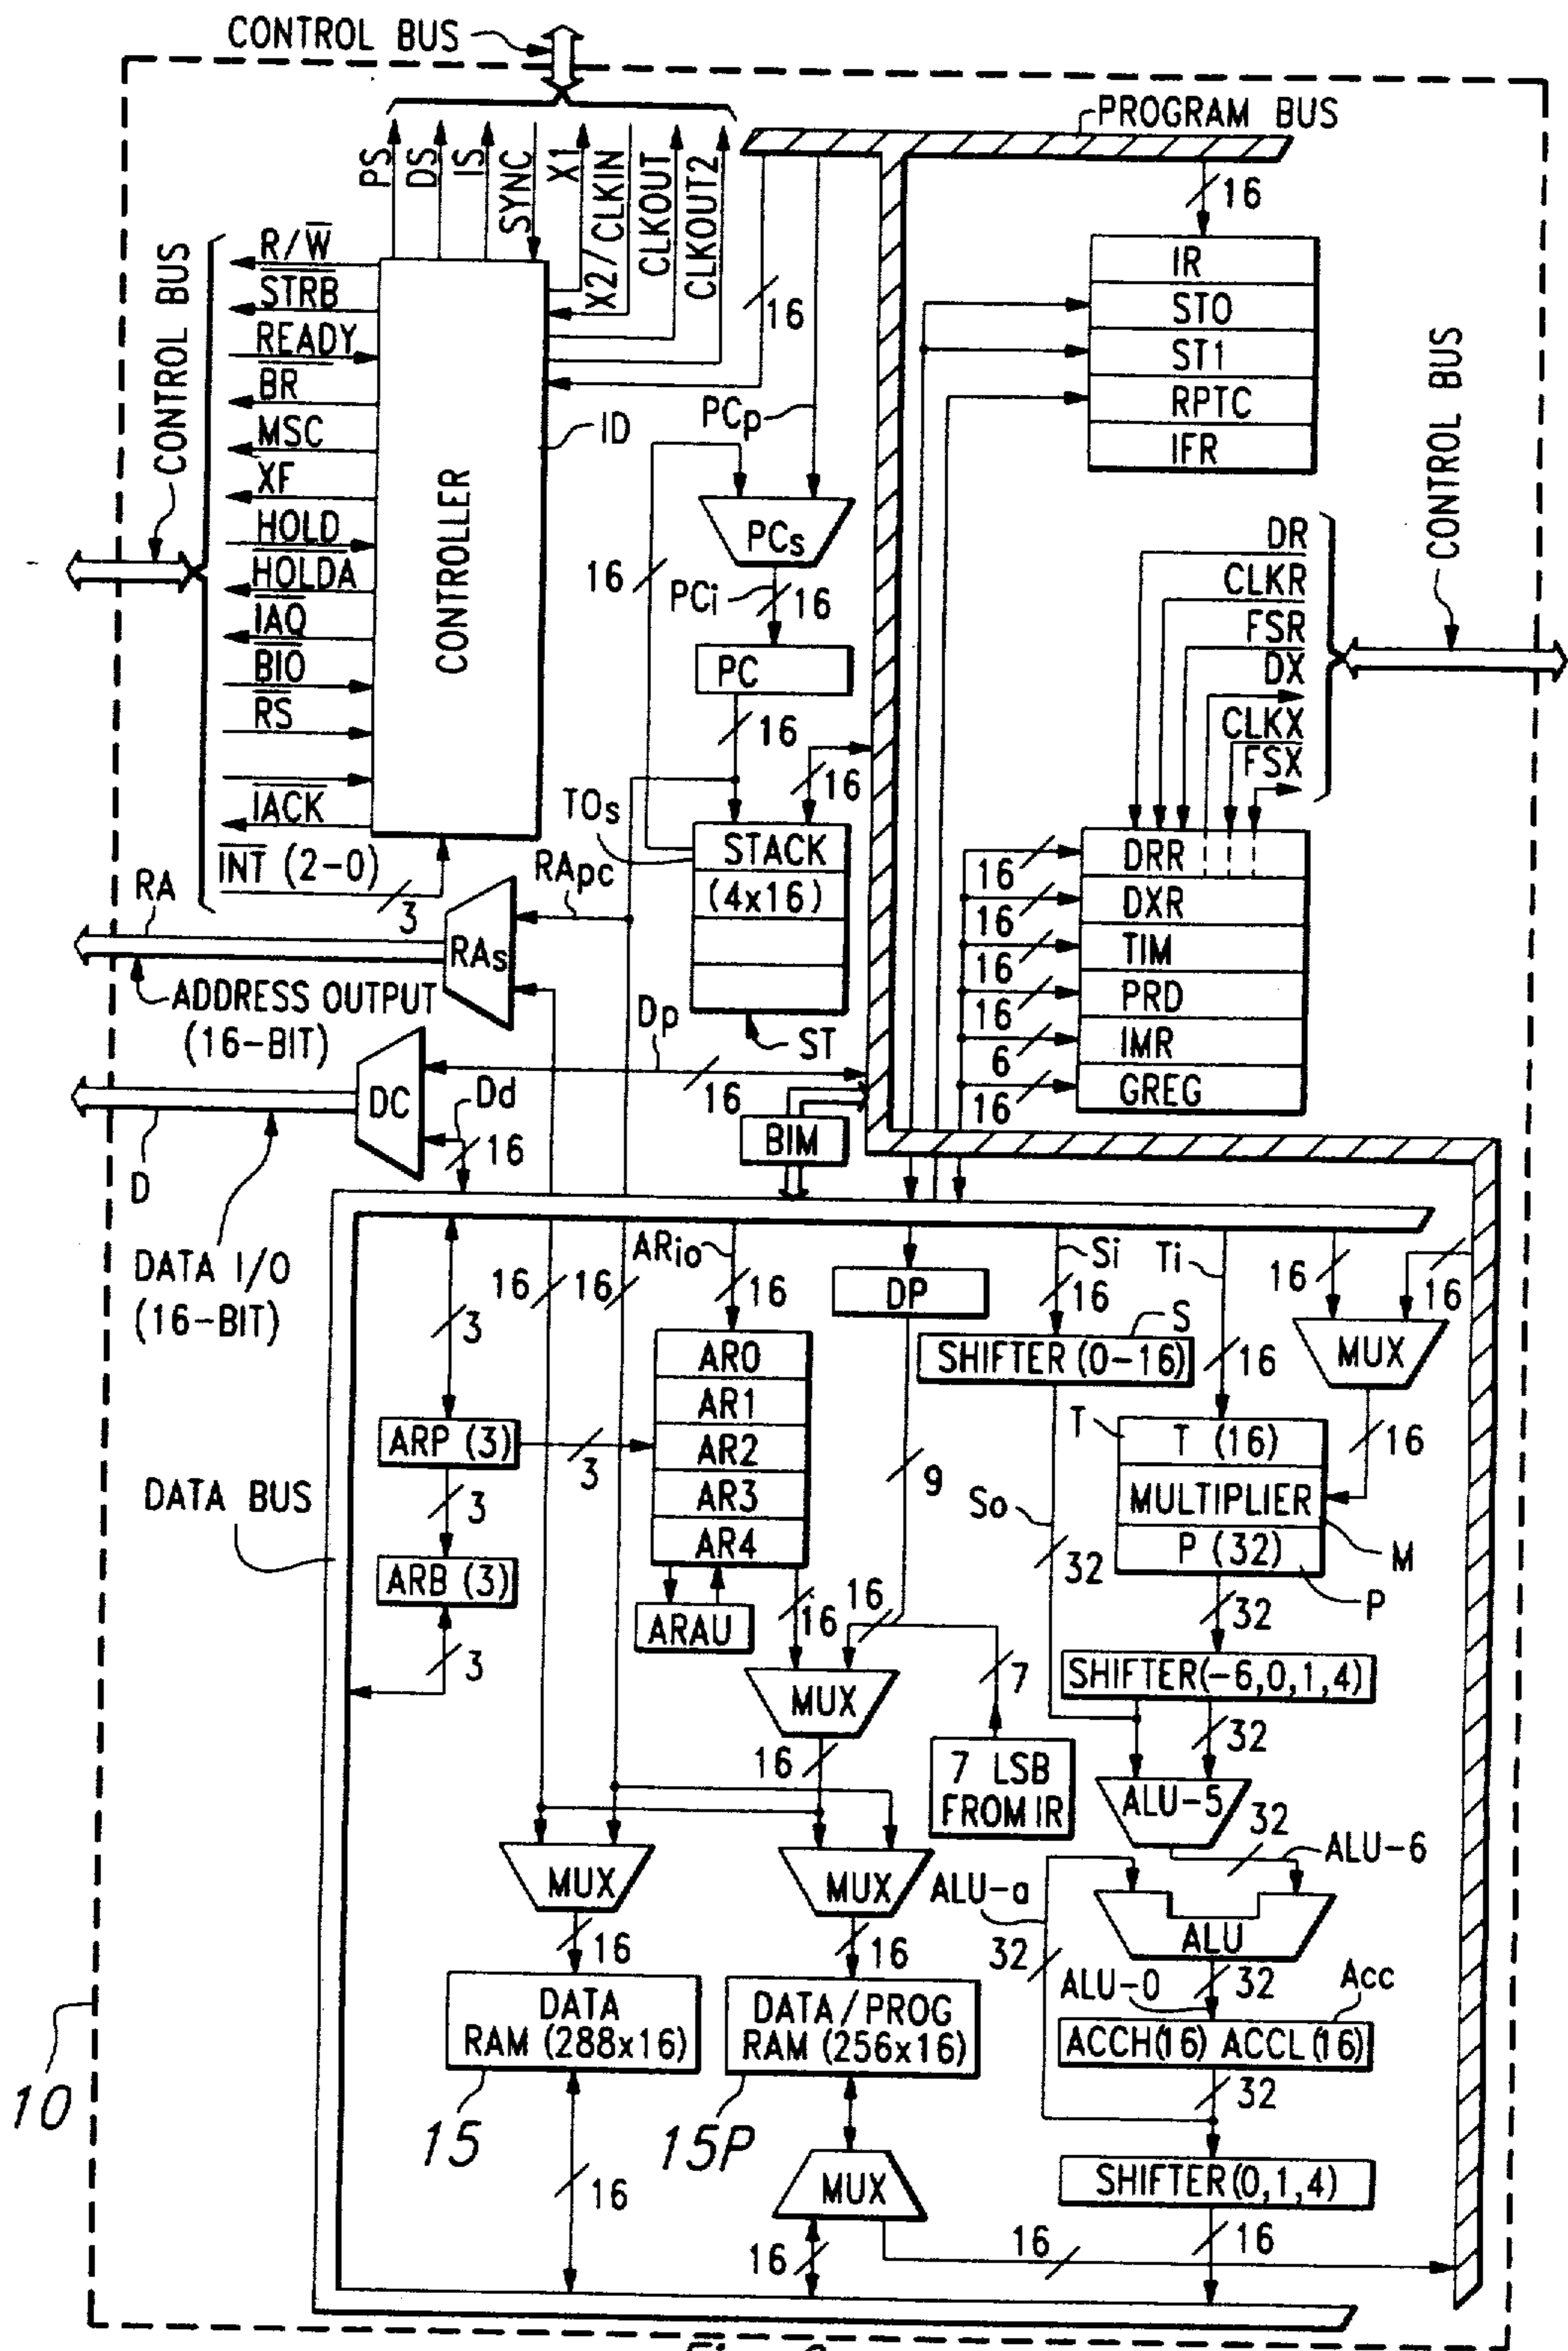 CONTROL BUS
PROGRAM BUS
PS
DS
IS
SYNC
X1
X2/CLKIN
CLKOUT
CLKOUT2
16
16
CONTROL BUS
R/W
STRB
READY
BR
MSC
XF
HOLD
HOLDA
IAQ
BIO
RS
IACK
INT (2-0)
3
CONTROLLER
ID
IR
ST0
ST1
RPTC
IFR
CONTROL BUS
PCp
PCs
16
PCi
16
PC
16
16
TOs
STACK
(4x16)
ST
DR
CLKR
FSR
DX
CLKX
FSX
16
16
16
16
6
16
DRR
DXR
TIM
PRD
IMR
GREG
RA
RApc
RAs
ADDRESS OUTPUT
(16-BIT)
Dp
16
DC
Dd
16
BIM
D
DATA I/O
(16-BIT)
ARio
16
16
16
DP
Si
16
S
SHIFTER (0-16)
Ti
16
16
16
MUX
3
ARP (3)
3
3
ARB (3)
3
DATA BUS
AR0
AR1
AR2
AR3
AR4
ARAU
16
16
9
So
32
T
T (16)
MULTIPLIER
P (32)
16
M
P
32
SHIFTER(-6,0,1,4)
32
MUX
16
7
7 LSB
FROM IR
ALU-5
32
ALU-6
MUX
MUX
ALU-a
32
ALU
16
16
ALU-0
32
Acc
DATA
RAM (288x16)
DATA/PROG
RAM (256x16)
ACCH(16) ACCL(16)
32
10
15
15P
MUX
SHIFTER(0,1,4)
16
16
16
16